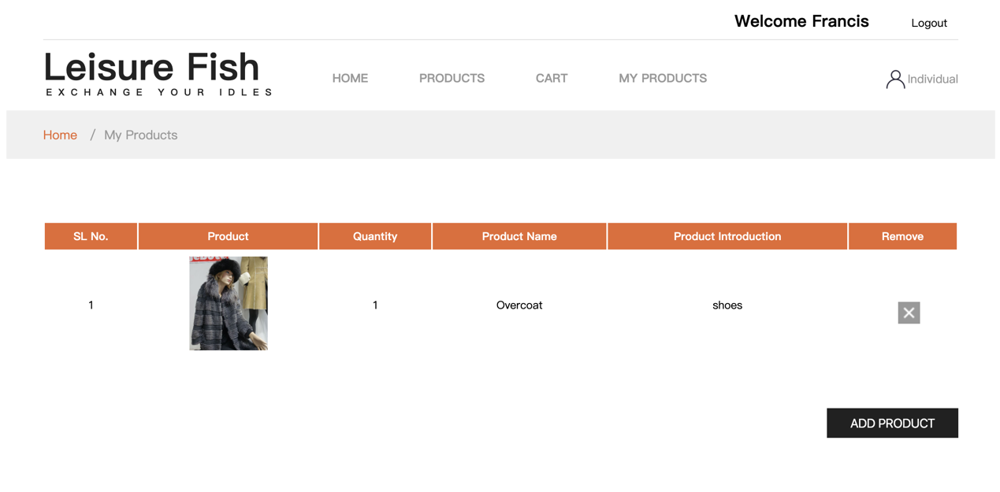 Welcome Francis Logout
Leisure Fish
EXCHANGE YOUR IDLES
HOME PRODUCTS CART MY PRODUCTS Individual
Home / My Products
SL No. Product Quantity Product Name Product Introduction Remove
1 1 Overcoat shoes
ADD PRODUCT